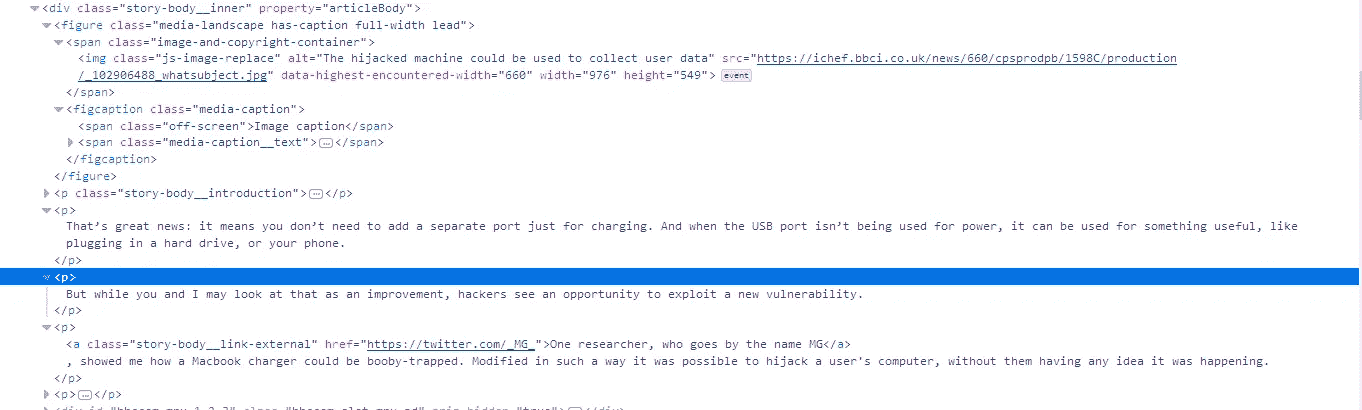 <div class="story-body__inner" property="articleBody">
<figure class="media-landscape has-caption full-width lead">
<span class="image-and-copyright-container">
<img class="js-image-replace" alt="The hijacked machine could be used to collect user data" src="https://ichef.bbci.co.uk/news/660/cpsprodpb/1598C/production
/_102906488_whatsubject.jpg" data-highest-encountered-width="660" width="976" height="549"> event
</span>
<figcaption class="media-caption">
<span class="off-screen">Image caption</span>
<span class="media-caption__text">…</span>
</figcaption>
</figure>
<p class="story-body__introduction">…</p>
<p>
That’s great news: it means you don’t need to add a separate port just for charging. And when the USB port isn’t being used for power, it can be used for something useful, like
plugging in a hard drive, or your phone.
</p>
<p>
But while you and I may look at that as an improvement, hackers see an opportunity to exploit a new vulnerability.
</p>
<p>
<a class="story-body__link-external" href="https://twitter.com/_MG_">One researcher, who goes by the name MG</a>
, showed me how a Macbook charger could be booby-trapped. Modified in such a way it was possible to hijack a user's computer, without them having any idea it was happening.
</p>
<p>…</p>